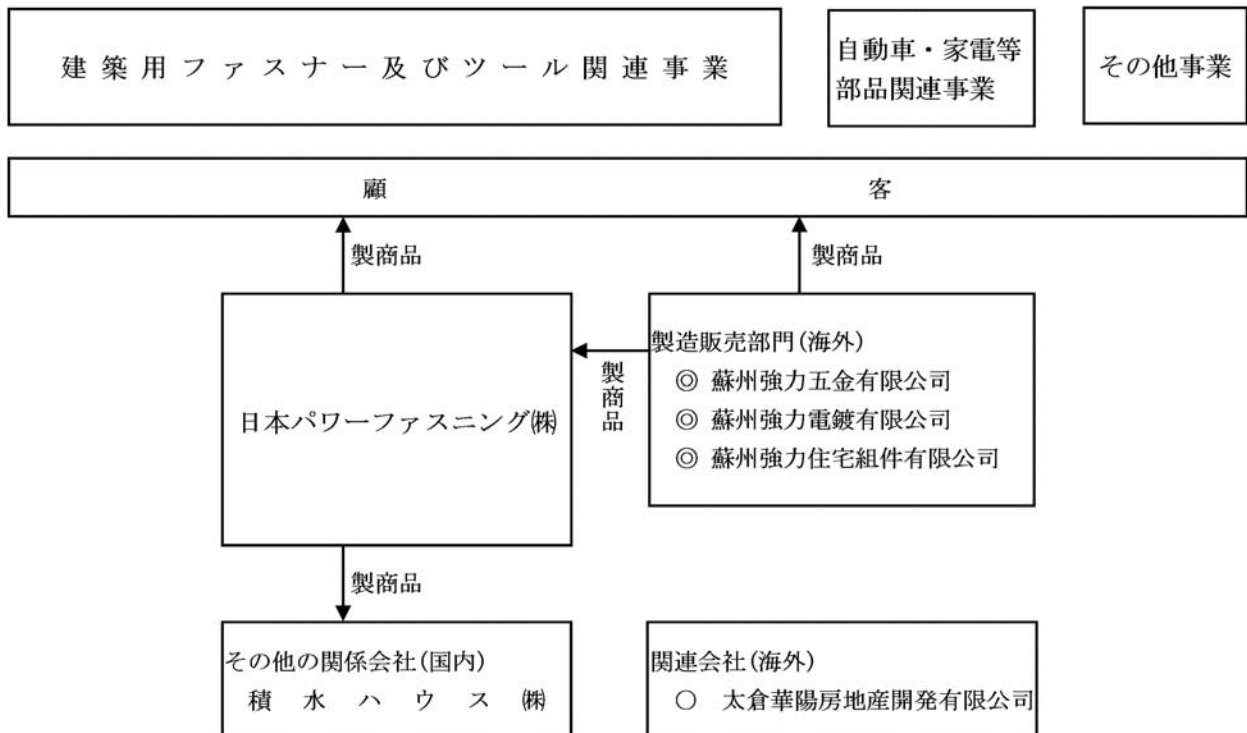 建築用ファスナー及びツール関連事業
自動車・家電等
部品関連事業
その他事業
顧客
製商品
製商品
製造販売部門(海外)
◎ 蘇州強力五金有限公司
◎ 蘇州強力電鍍有限公司
◎ 蘇州強力住宅組件有限公司
製商品
日本パワーファスニング㈱
製商品
その他の関係会社(国内)
積水ハウス㈱
関連会社(海外)
○ 太倉華陽房地産開発有限公司